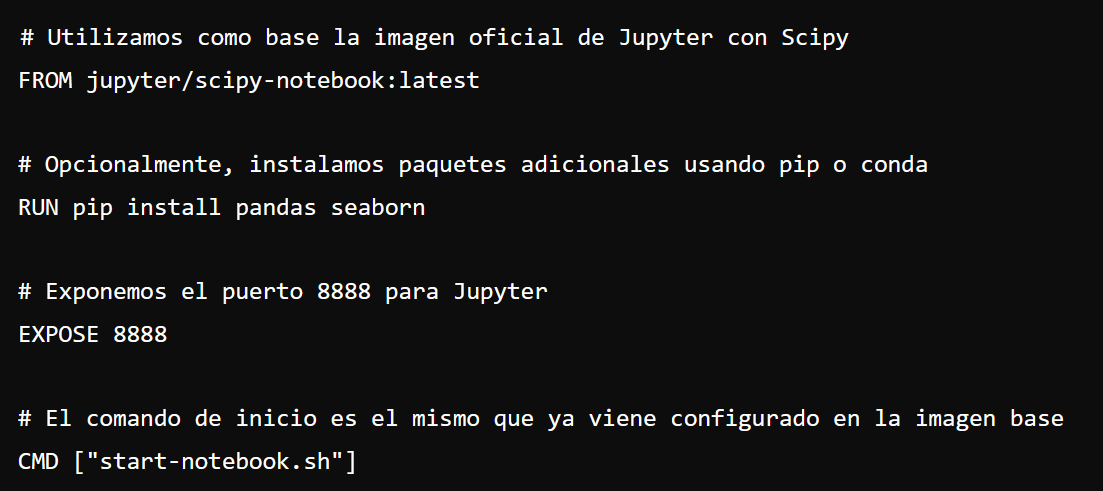 # Utilizamos como base la imagen oficial de Jupyter con Scipy
FROM jupyter/scipy-notebook:latest
# Opcionalmente, instalamos paquetes adicionales usando pip o conda
RUN pip install pandas seaborn
# Exponemos el puerto 8888 para Jupyter
EXPOSE 8888
# El comando de inicio es el mismo que ya viene configurado en la imagen base
CMD ["start-notebook.sh"]